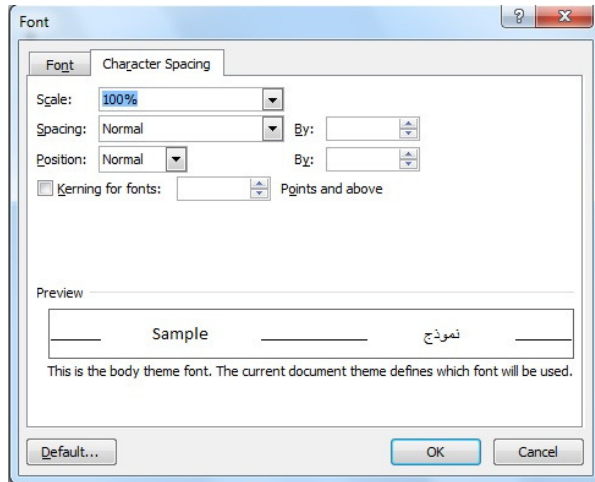 Font
Font Character Spacing
Scale: 100%
Spacing: Normal By:
Position: Normal By:
Kerning for fonts: Points and above
Preview
Sample نموذج
This is the body theme font. The current document theme defines which font will be used.
Default... OK Cancel